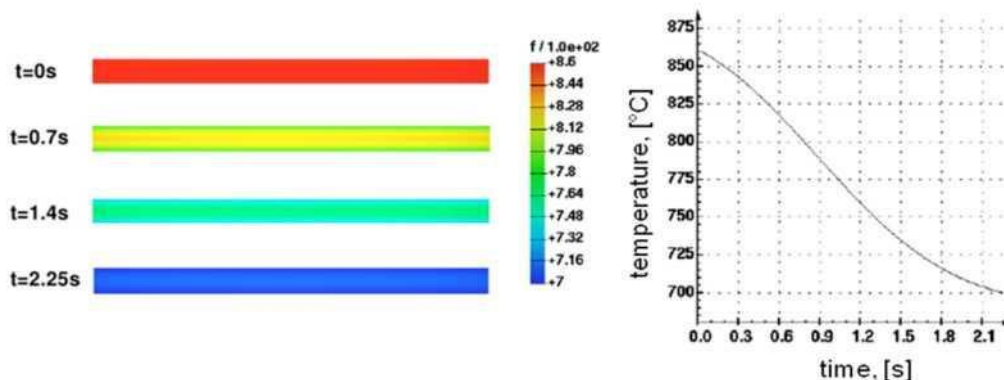 t=0s
t=0.7s
t=1.4s
t=2.25s
f / 1.0e+02
+8.6
+8.44
+8.28
+8.12
+7.96
+7.8
+7.64
+7.48
+7.32
+7.16
+7
temperature, [°C]
875
850
825
800
775
750
725
700
0.0 0.3 0.6 0.9 1.2 1.5 1.8 2.1
time, [s]